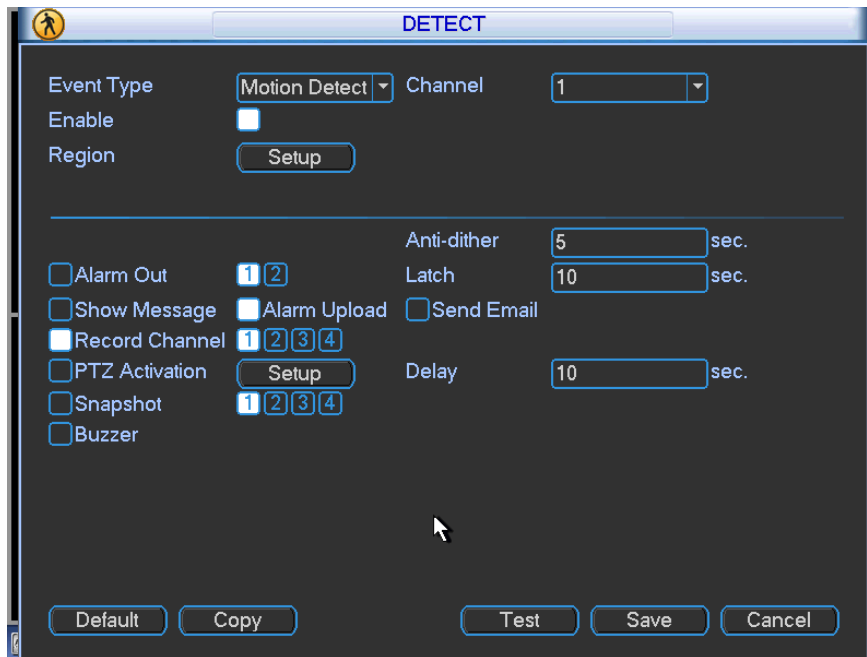 DETECT
Event Type Motion Detect Channel 1
Enable
Region Setup
Anti-dither 5 sec.
Alarm Out 1 2 Latch 10 sec.
Show Message Alarm Upload Send Email
Record Channel 1 2 3 4
PTZ Activation Setup Delay 10 sec.
Snapshot 1 2 3 4
Buzzer
Default Copy Test Save Cancel